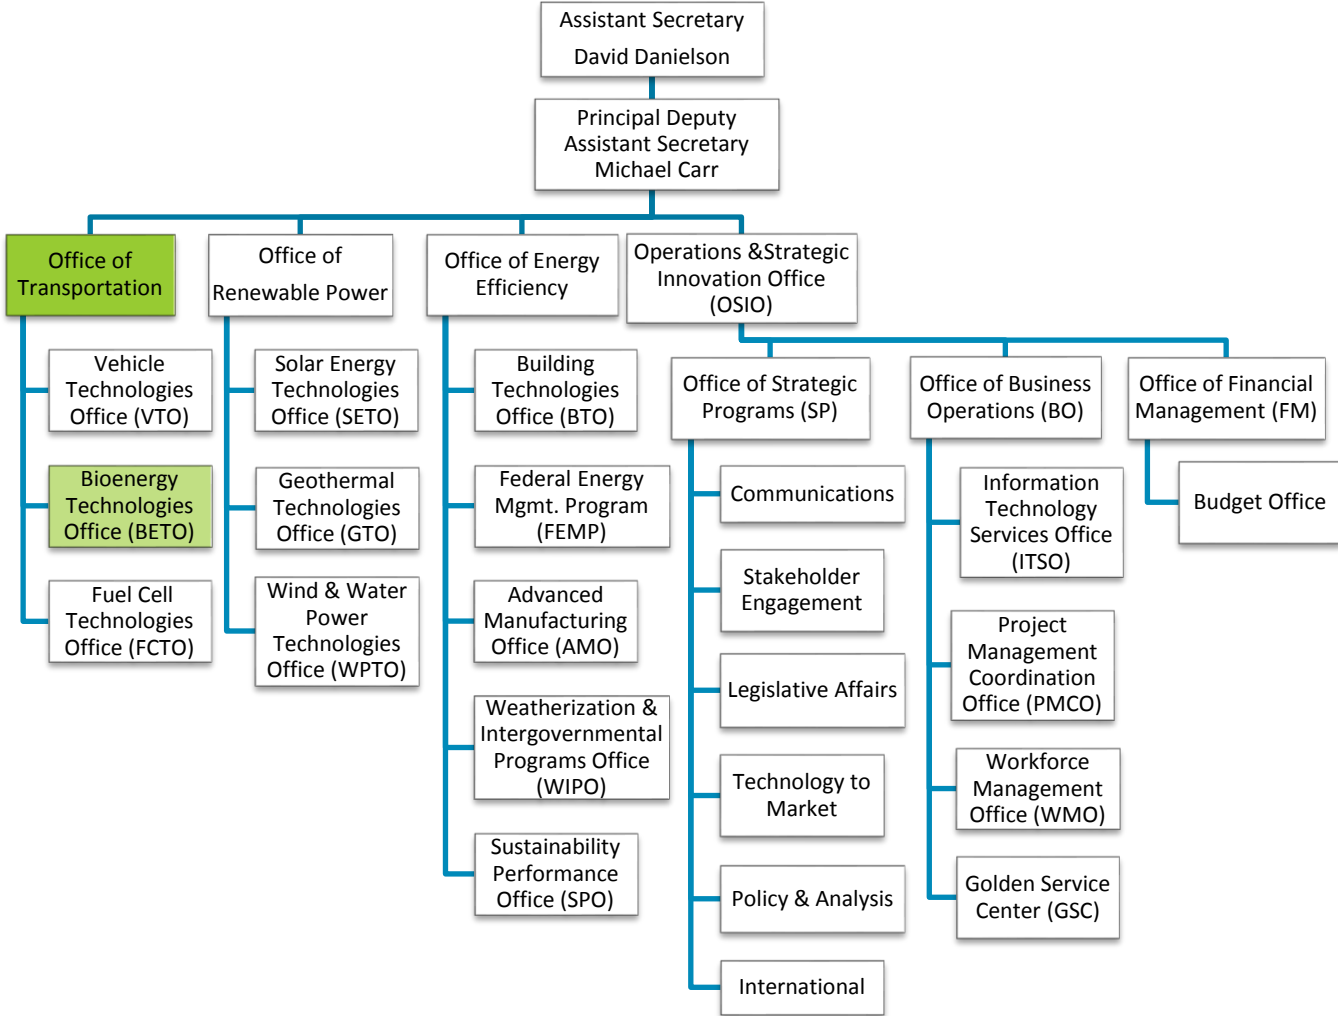 Assistant Secretary
David Danielson
Principal Deputy
Assistant Secretary
Michael Carr
Office of
Transportation
Office of
Renewable Power
Office of Energy
Efficiency
Operations &Strategic
Innovation Office
(OSIO)
Vehicle
Technologies
Office (VTO)
Bioenergy
Technologies
Office (BETO)
Fuel Cell
Technologies
Office (FCTO)
Solar Energy
Technologies
Office (SETO)
Geothermal
Technologies
Office (GTO)
Wind & Water
Power
Technologies
Office (WPTO)
Building
Technologies
Office (BTO)
Federal Energy
Mgmt. Program
(FEMP)
Advanced
Manufacturing
Office (AMO)
Weatherization &
Intergovernmental
Programs Office
(WIPO)
Sustainability
Performance
Office (SPO)
Office of Strategic
Programs (SP)
Communications
Stakeholder
Engagement
Legislative Affairs
Technology to
Market
Policy & Analysis
International
Office of Business
Operations (BO)
Information
Technology
Services Office
(ITSO)
Project
Management
Coordination
Office (PMCO)
Workforce
Management
Office (WMO)
Golden Service
Center (GSC)
Office of Financial
Management (FM)
Budget Office